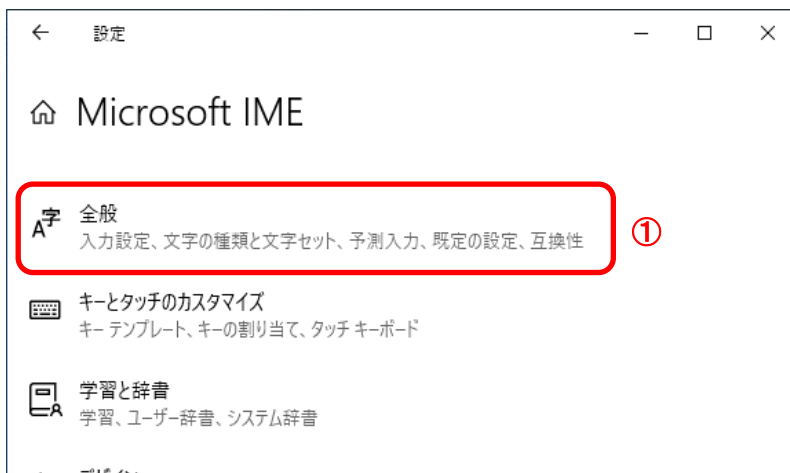 設定
Microsoft IME
全般
入力設定、文字の種類と文字セット、予測入力、既定の設定、互換性
①
キーとタッチのカスタマイズ
キー テンプレート、キーの割り当て、タッチ キーボード
学習と辞書
学習、ユーザー辞書、システム辞書